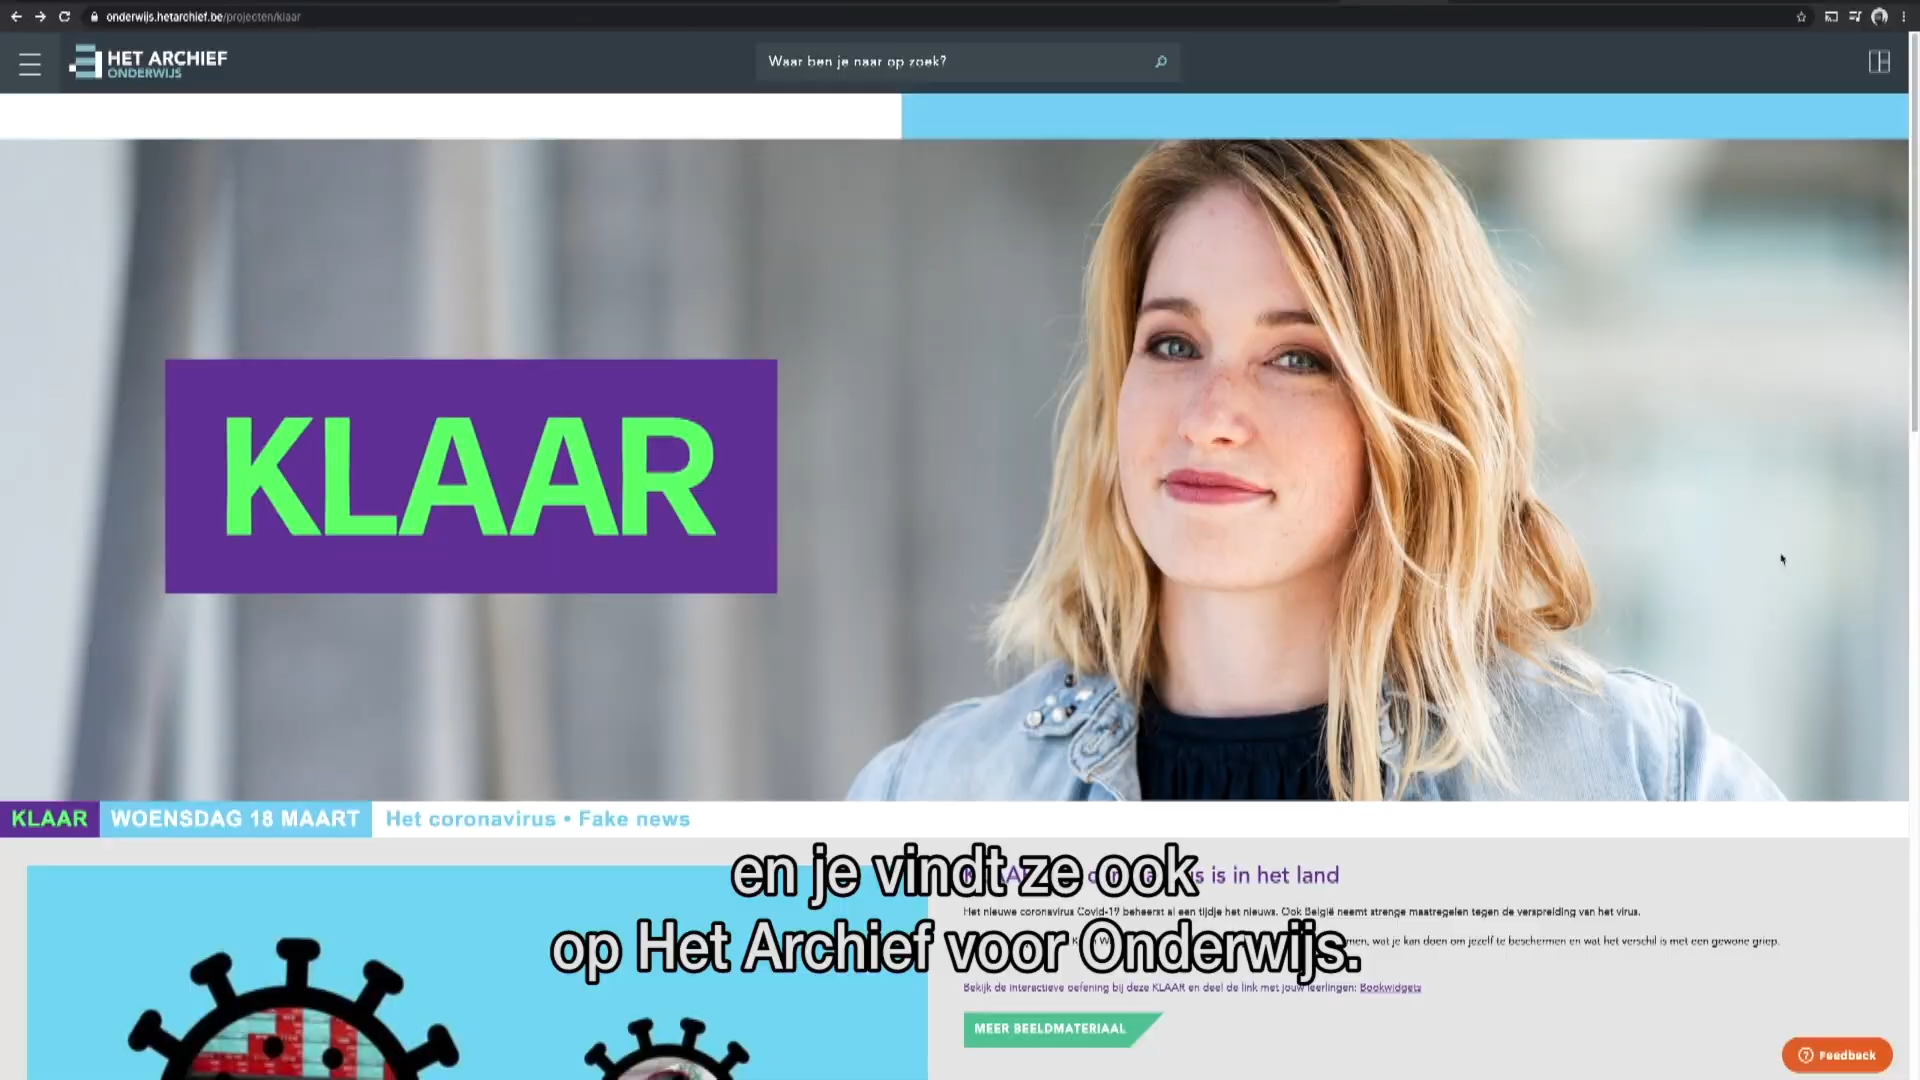 onderwijs.hetarchief.be/projecten/klaar
HET ARCHIEF
ONDERWIJS
Waar ben je naar op zoek?
KLAAR
KLAAR WOENSDAG 18 MAART Het coronavirus • Fake news
is in het land
Het nieuwe coronavirus Covid-19 beheerst al een tijdje het nieuws. Ook België neemt strenge maatregelen tegen de verspreiding van het virus.
wat je kan doen om jezelf te beschermen en wat het verschil is met een gewone griep.
Bekijk de interactieve oefening bij deze KLAAR en deel de link met jouw leerlingen: Bookwidgets
MEER BEELDMATERIAAL
Feedback
en je vindt ze ook
op Het Archief voor Onderwijs.